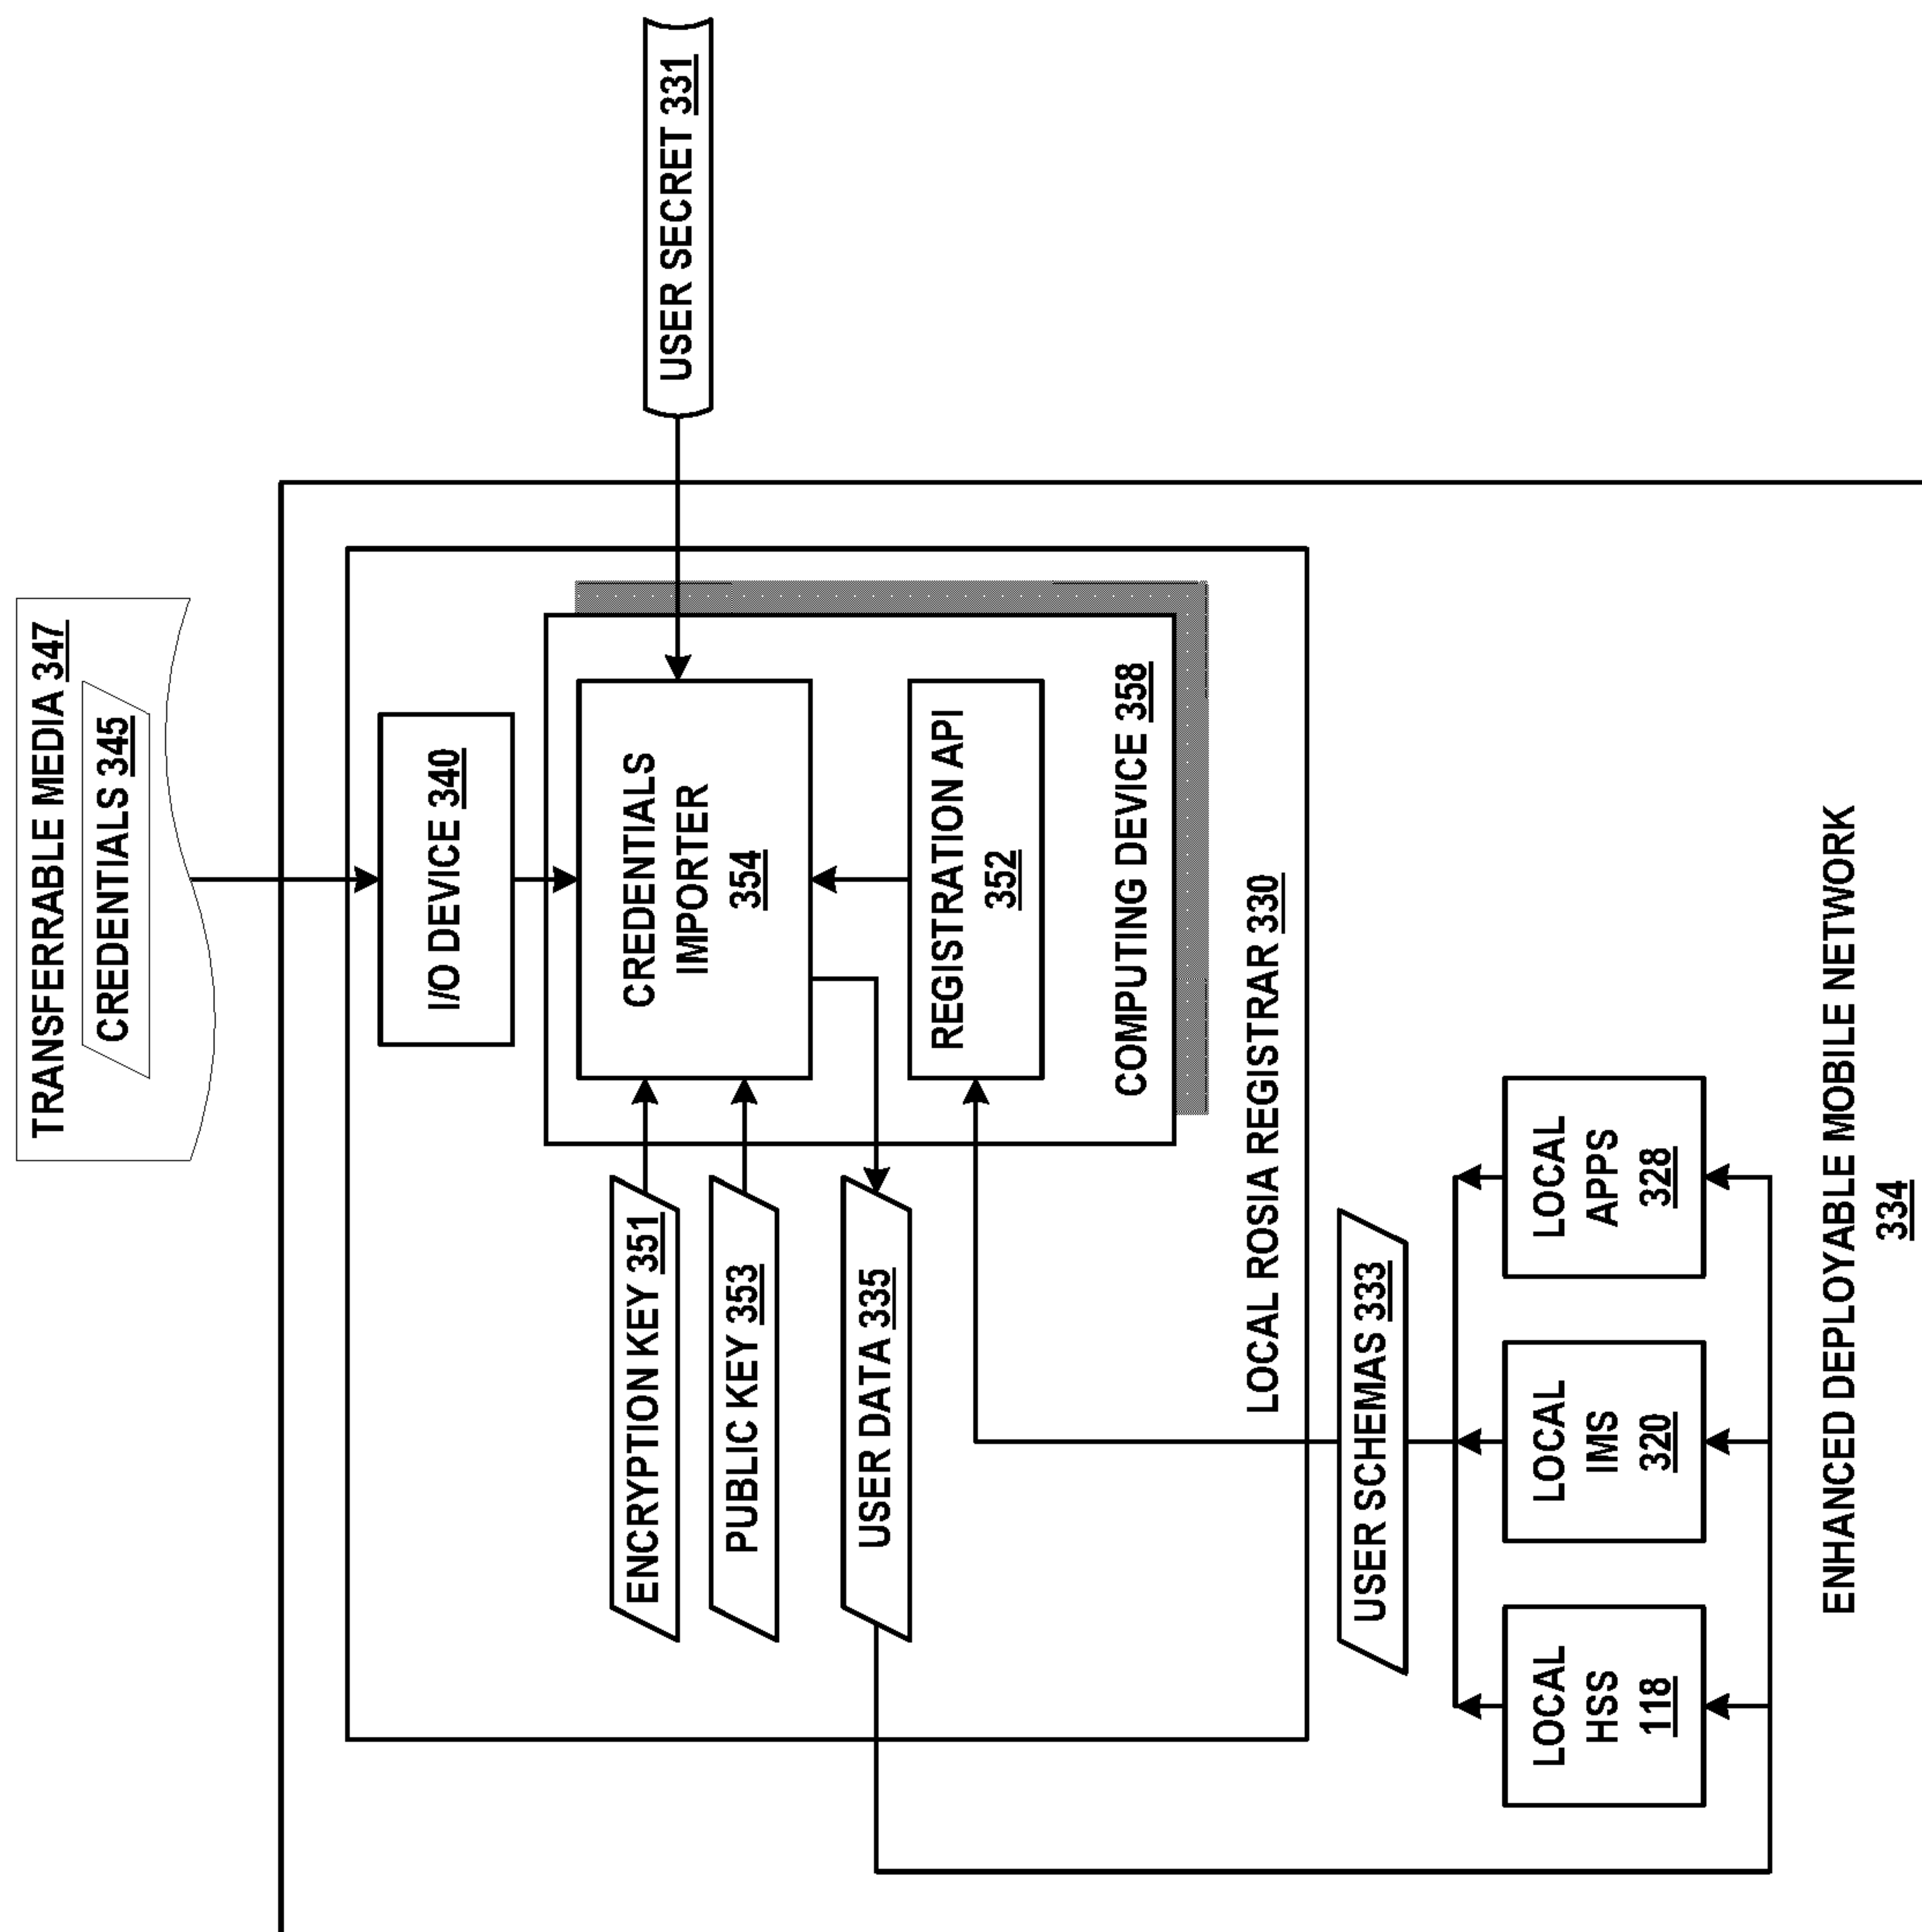 TRANSFERRABLE MEDIA 347
CREDENTIALS 345
I/O DEVICE 340
USER SECRET 331
CREDENTIALS
IMPORTER
354
REGISTRATION API
352
COMPUTING DEVICE 358
ENCRYPTION KEY 351
PUBLIC KEY 353
USER DATA 335
LOCAL ROSIA REGISTRAR 330
USER SCHEMAS 333
LOCAL
HSS
118
LOCAL
IMS
320
LOCAL
APPS
328
ENHANCED DEPLOYABLE MOBILE NETWORK
334